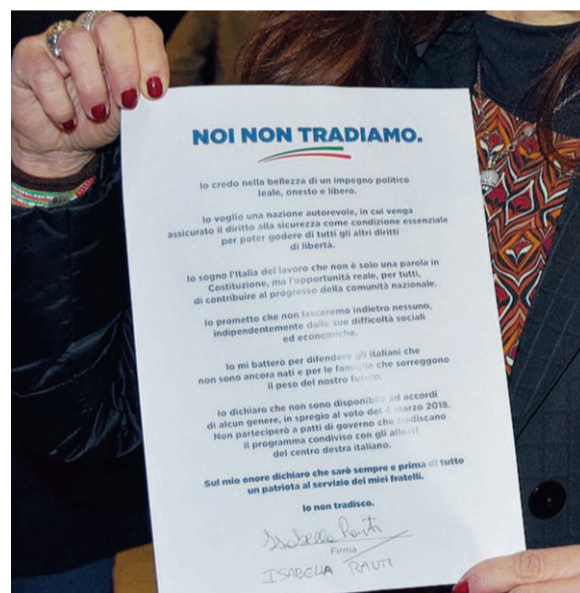 NOI NON TRADIAMO.
Io credo nella bellezza di un impegno politico
leale, onesto e libero.
Io voglio una nazione autorevole, in cui venga
assicurato il diritto alla sicurezza come condizione essenziale
per poter godere di tutti gli altri diritti
di libertà.
Io sogno l'Italia del lavoro che non è solo una parola in
Costituzione, ma l'opportunità reale, per tutti,
di contribuire al progresso della comunità nazionale.
Io prometto che non lasceremo indietro nessuno,
indipendentemente dalle sue difficoltà sociali
ed economiche.
Io mi batterò per difendere gli italiani che
non sono ancora nati e per le famiglie che sorreggono
il peso del nostro futuro.
Io dichiaro che non sono disponibile ad accordi
di alcun genere, in spregio al voto del 4 marzo 2018.
Non parteciperò a patti di governo che tradiscano
il programma condiviso con gli alleati
del centro destra italiano.
Sul mio onore dichiaro che sarò sempre e prima di tutto
un patriota al servizio dei miei fratelli.
Io non tradisco.
Isabella Rauti
Firma
ISABELLA RAUTI